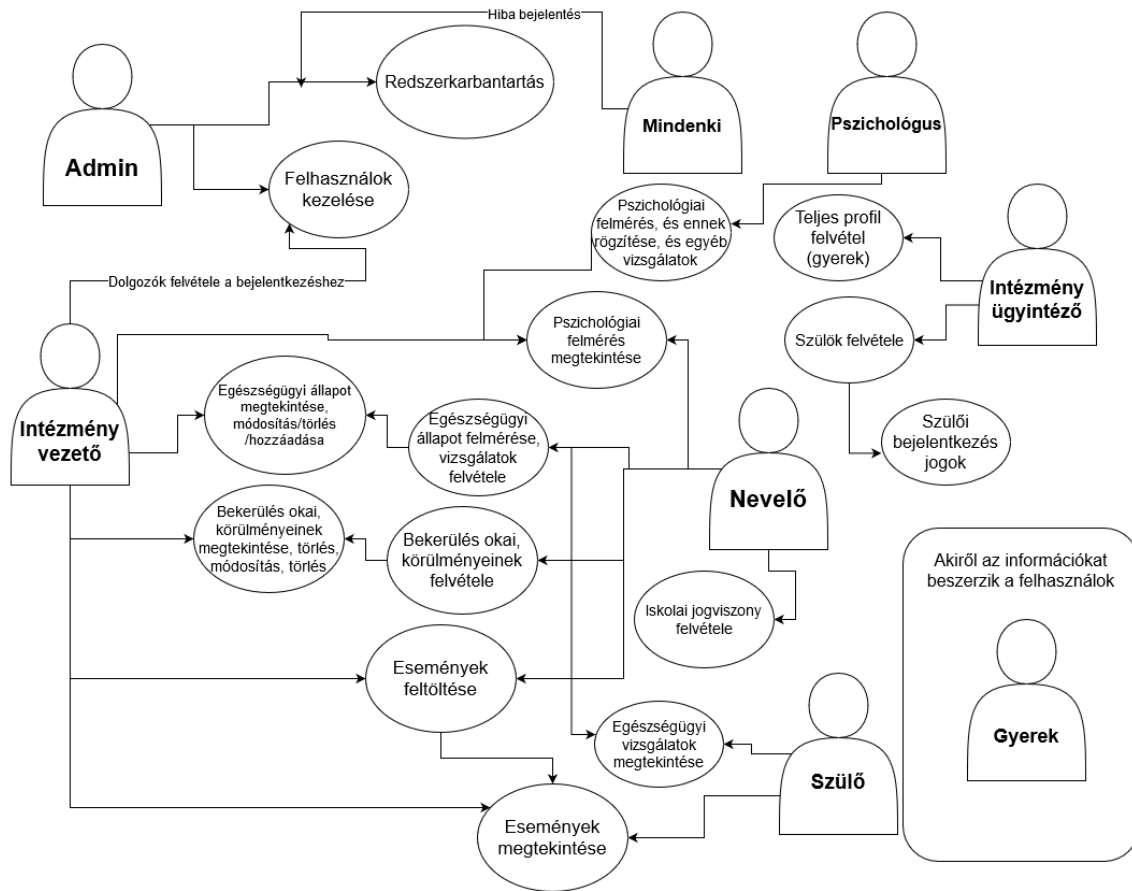 Hiba bejelentés
Redszerkarbantartás
Mindenki
Pszichológus
Admin
Felhasználok
kezelése
Pszichológiai
felmérés, és ennek
rögzítése, és egyéb
vizsgálatok
Teljes profil
felvétel
(gyerek)
Intézmény
ügyintéző
Dolgozók felvétele a bejelentkezéshez
Pszichológiai
felmérés
megtekintése
Szülök felvétele
Intézmény
vezető
Egészségügyi állapot
megtekintése,
módosítás/törlés
/hozzáadása
Egészségügyi
állapot felmérése,
vizsgálatok
felvétele
Szülői
bejelentkezés
jogok
Nevelő
Bekerülés okai,
körülményeinek
megtekintése, törlés,
módosítás, törlés,
Bekerülés okai,
körülményeinek
felvétele
Akiről az információkat
beszerzik a felhasználok
Iskolai jogviszony
felvétele
Események
feltöltése
Egészségügyi
vizsgálatok
megtekintése
Szülő
Gyerek
Események
megtekintése